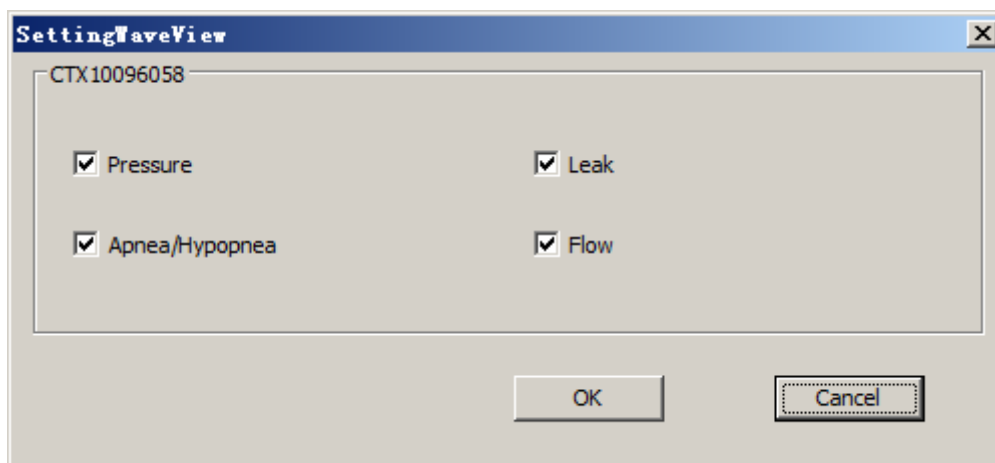 SettingWaveView
CTX10096058
Pressure Leak
Apnea/Hypopnea Flow
OK Cancel